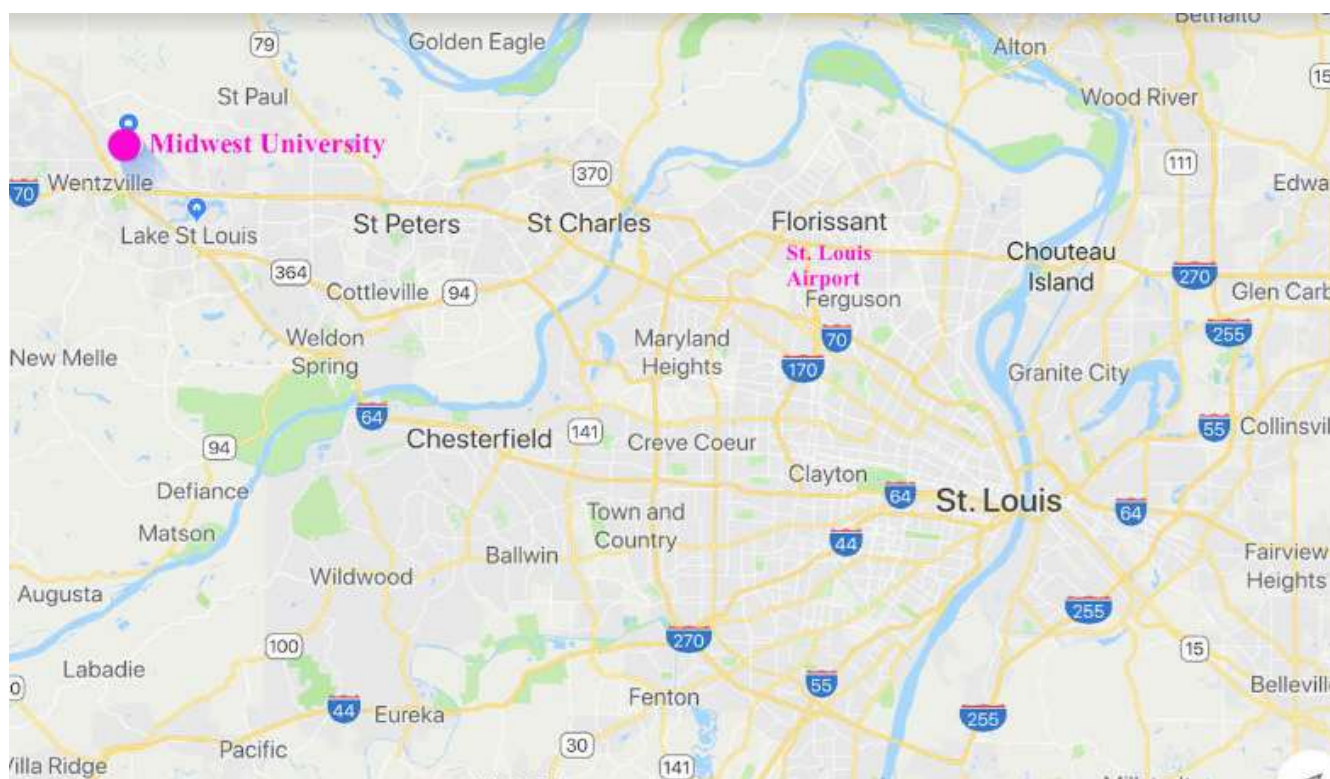 Bethalto
79
Golden Eagle
Alton
15
St Paul
Wood River
Midwest University
111
370
70
Wentzville
Edwa
St Peters
St Charles
Florissant
Lake St Louis
St. Louis
Airport
Chouteau
Island
364
Cottleville
94
270
Glen Carb
Ferguson
255
Weldon
Spring
Maryland
Heights
70
New Melle
170
Granite City
64
55
Collinsvil
Chesterfield
141
Creve Coeur
94
Clayton
Defiance
64
St. Louis
64
Town and
Country
Matson
44
Ballwin
Fairview
Heights
Wildwood
Augusta
255
100
270
15
Labadie
0
Fenton
55
Belleville
44
Eureka
255
Pacific
30
141
Villa Ridge